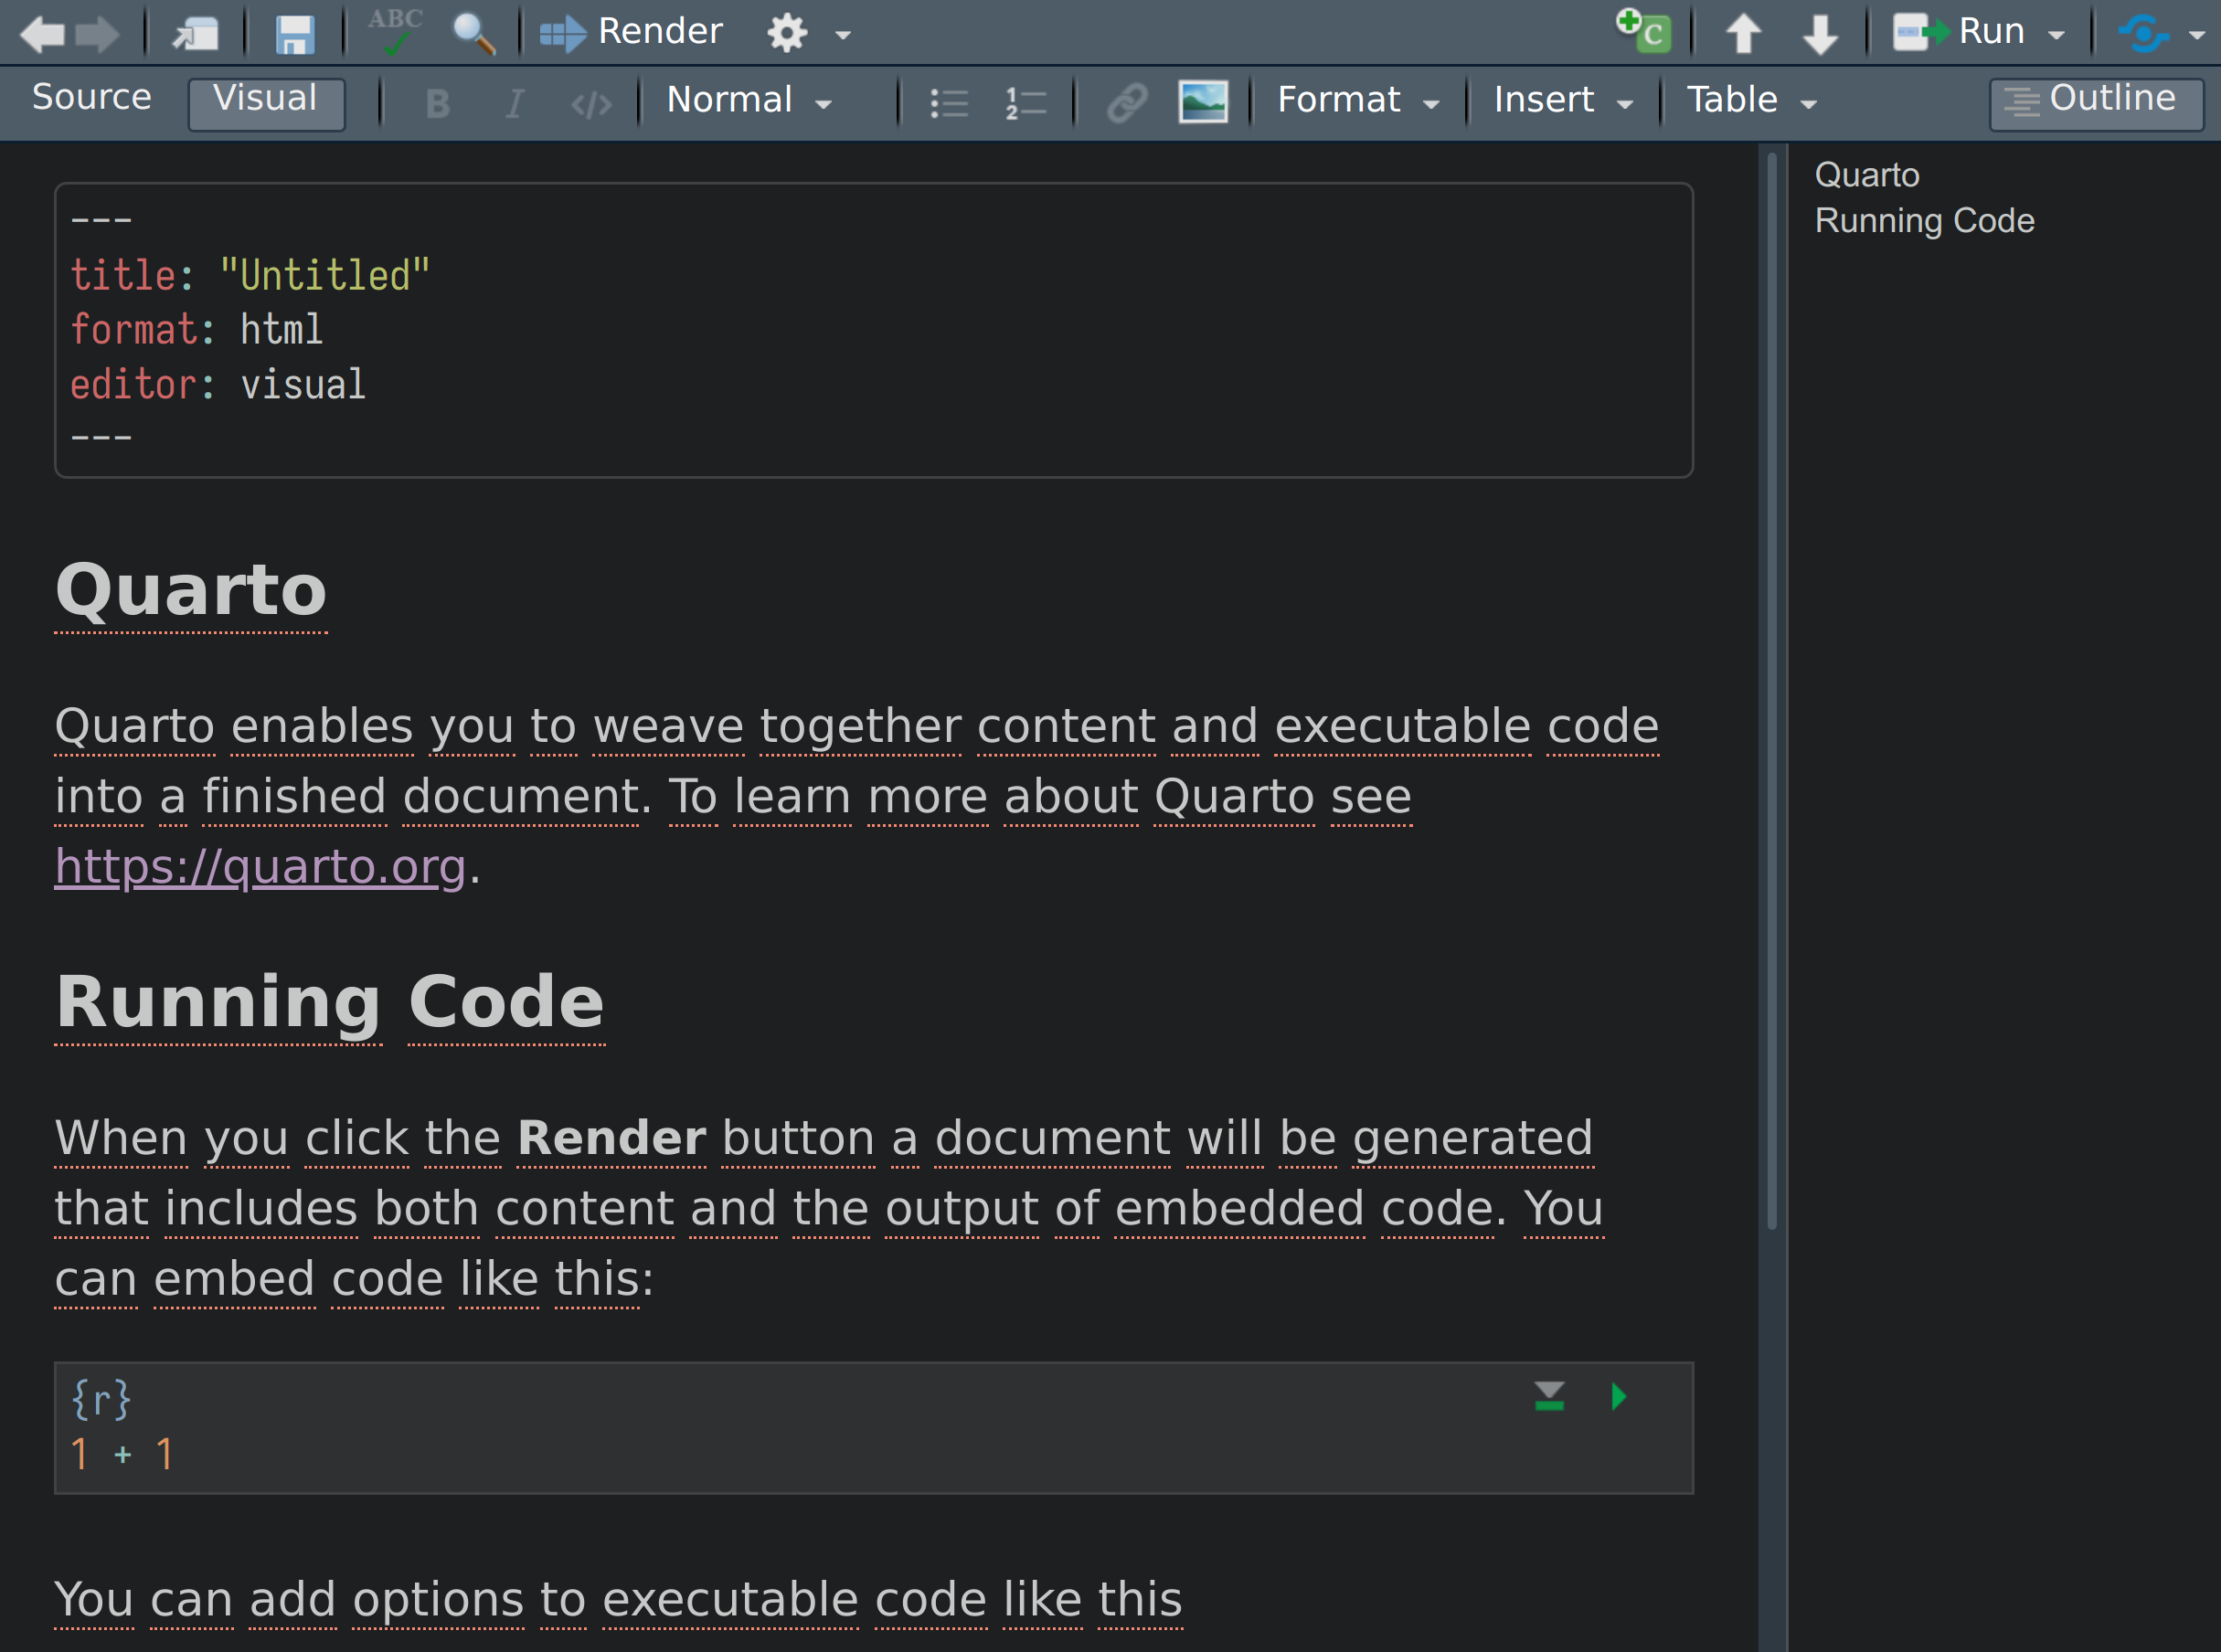 ABC Render C Run
Source Visual B I </> Normal 1 2 Format Insert Table Outline
---
title: "Untitled"
format: html
editor: visual
---
Quarto
Quarto enables you to weave together content and executable code
into a finished document. To learn more about Quarto see
https://quarto.org.
Running Code
When you click the Render button a document will be generated
that includes both content and the output of embedded code. You
can embed code like this:
{r}
1 + 1
You can add options to executable code like this
Quarto
Running Code